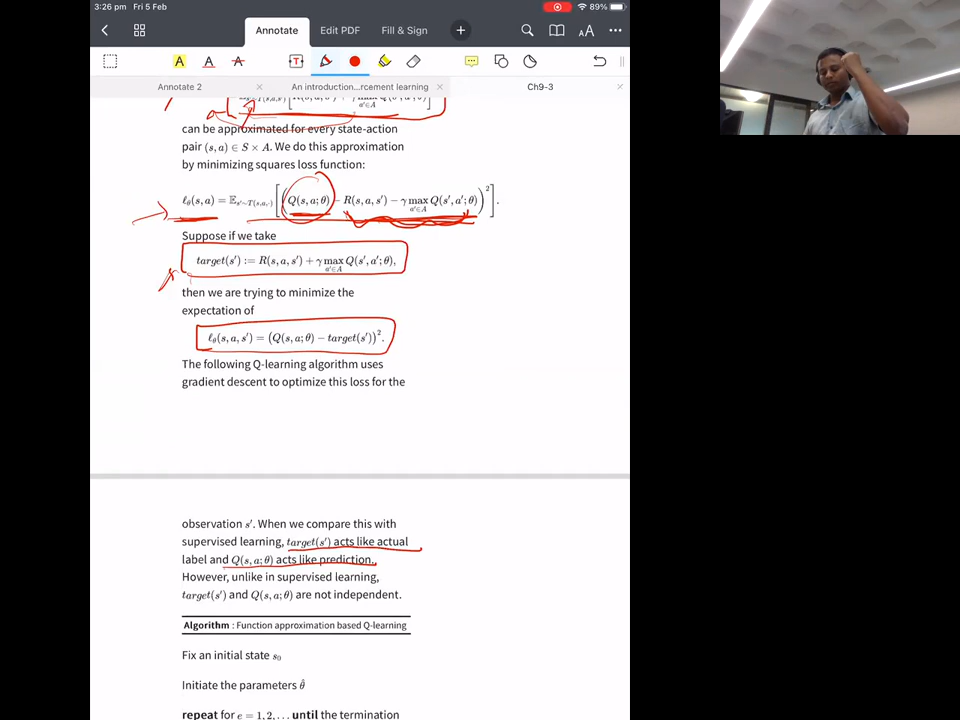 3:26 pm Fri 5 Feb
89%
Annotate
Edit PDF
Fill & Sign
Annotate 2
An introduction...rcement learning
Ch9-3
can be approximated for every state-action
pair (s, a) ∈ S × A. We do this approximation
by minimizing squares loss function:
ℓ_θ(s, a) = 𝔼_{s'∼T(s,a,·)} [(Q(s, a; θ) − R(s, a, s') − γ max_{a'∈A} Q(s', a'; θ))^2].
Suppose if we take
target(s') := R(s, a, s') + γ max_{a'∈A} Q(s', a'; θ),
then we are trying to minimize the
expectation of
ℓ_θ(s, a, s') = (Q(s, a; θ) − target(s'))^2.
The following Q-learning algorithm uses
gradient descent to optimize this loss for the
observation s'. When we compare this with
supervised learning, target(s') acts like actual
label and Q(s, a; θ) acts like prediction.
However, unlike in supervised learning,
target(s') and Q(s, a; θ) are not independent.
Algorithm : Function approximation based Q-learning
Fix an initial state s_0
Initiate the parameters θ̂
repeat for e = 1, 2, … until the termination